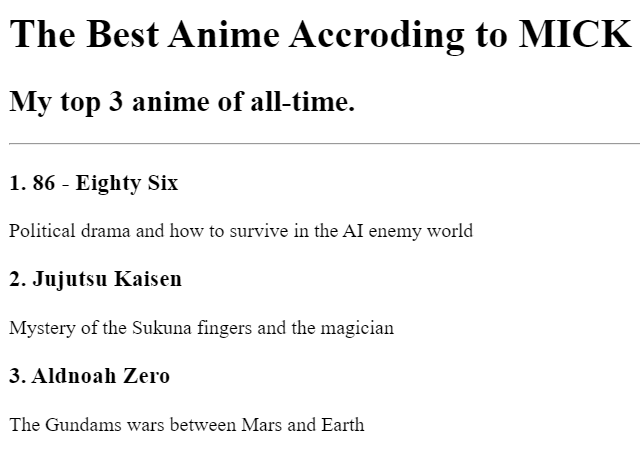 The Best Anime Accroding to MICK
My top 3 anime of all-time.
1. 86 - Eighty Six
Political drama and how to survive in the AI enemy world
2. Jujutsu Kaisen
Mystery of the Sukuna fingers and the magician
3. Aldnoah Zero
The Gundams wars between Mars and Earth